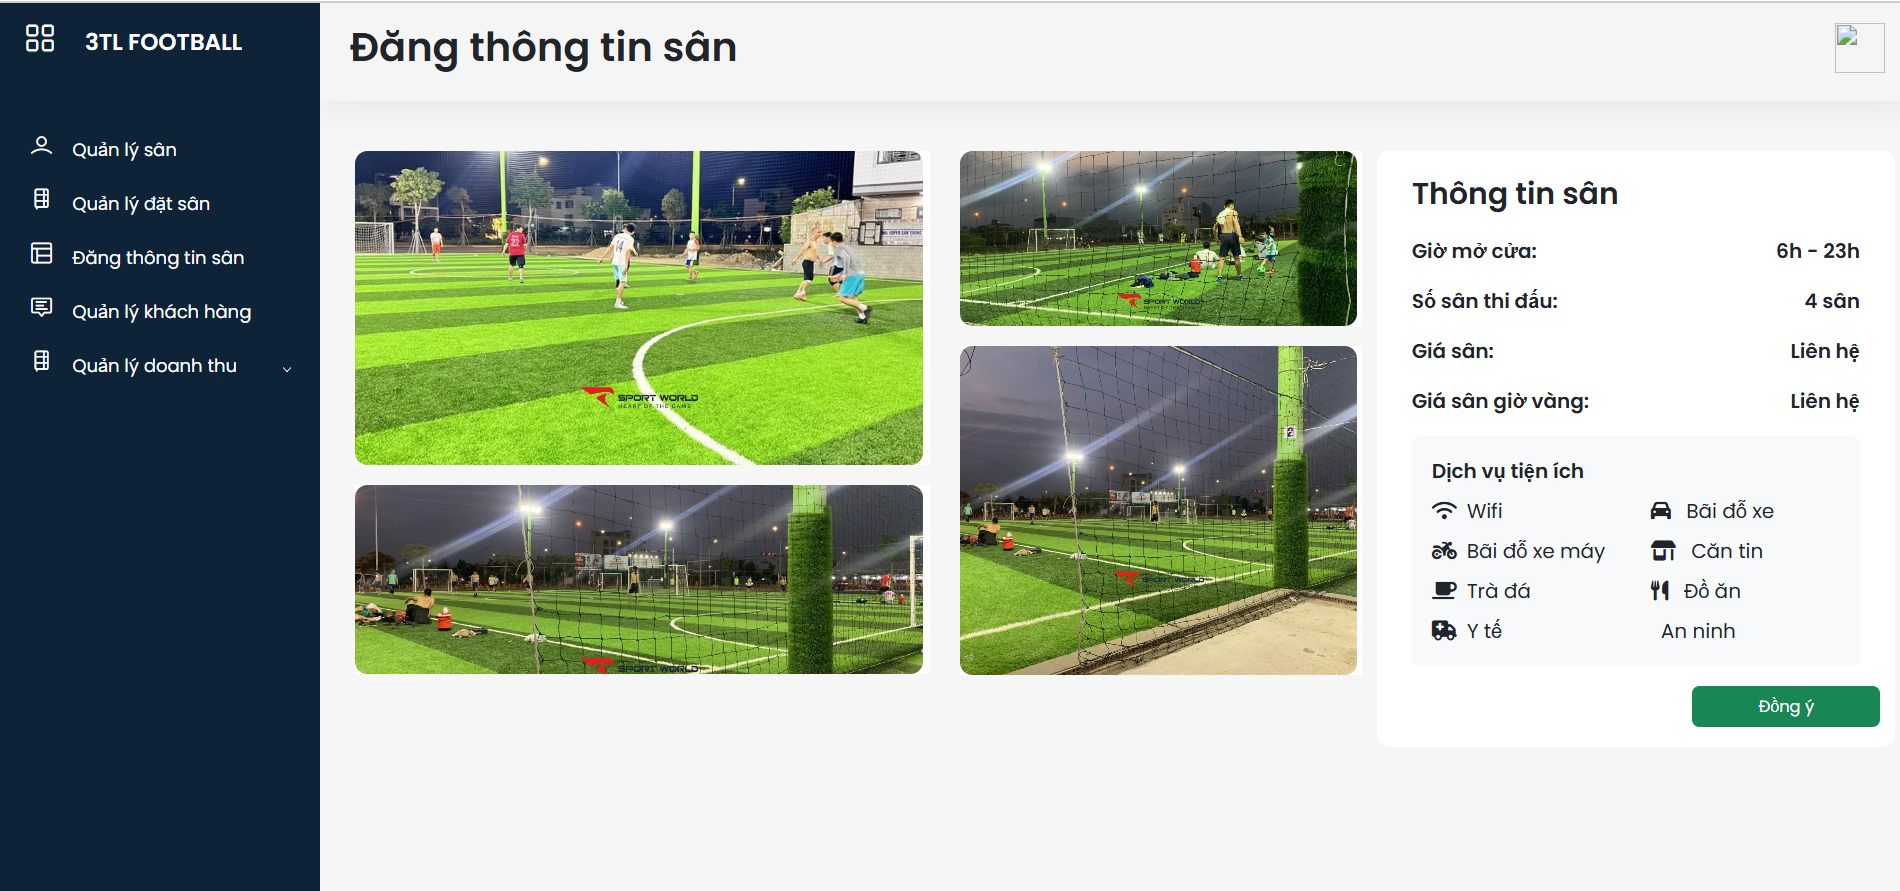 3TL FOOTBALL
Quản lý sân
Quản lý đặt sân
Đăng thông tin sân
Quản lý khách hàng
Quản lý doanh thu
Đăng thông tin sân
SPORT WORLD
HEART OF THE GAME
SPORT WORLD
SPORT WORLD
SPORT WORLD
Thông tin sân
Giờ mở cửa: 6h - 23h
Số sân thi đấu: 4 sân
Giá sân: Liên hệ
Giá sân giờ vàng: Liên hệ
Dịch vụ tiện ích
Wifi Bãi đỗ xe
Bãi đỗ xe máy Căn tin
Trà đá Đồ ăn
Y tế An ninh
Đồng ý